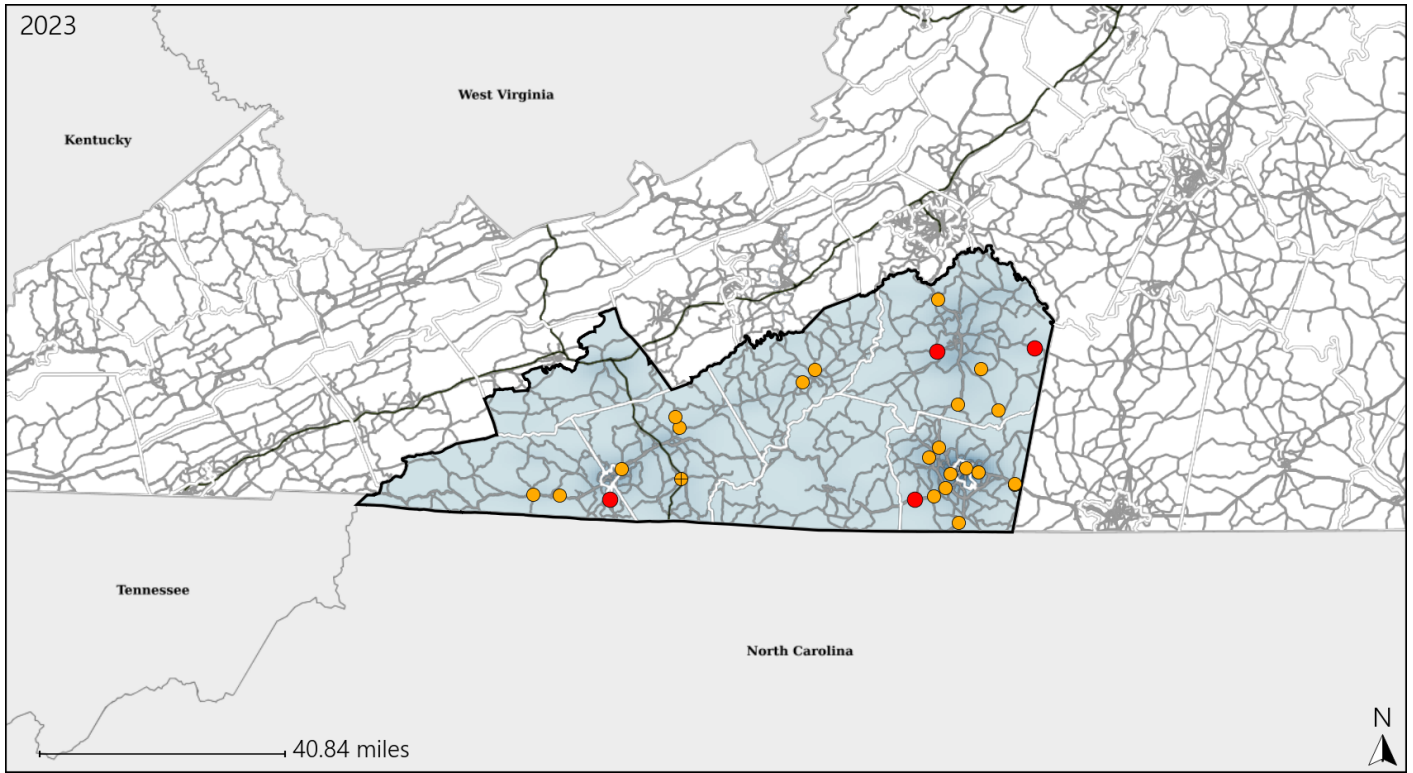 2023
West Virginia
Kentucky
Tennessee
North Carolina
N
40.84 miles